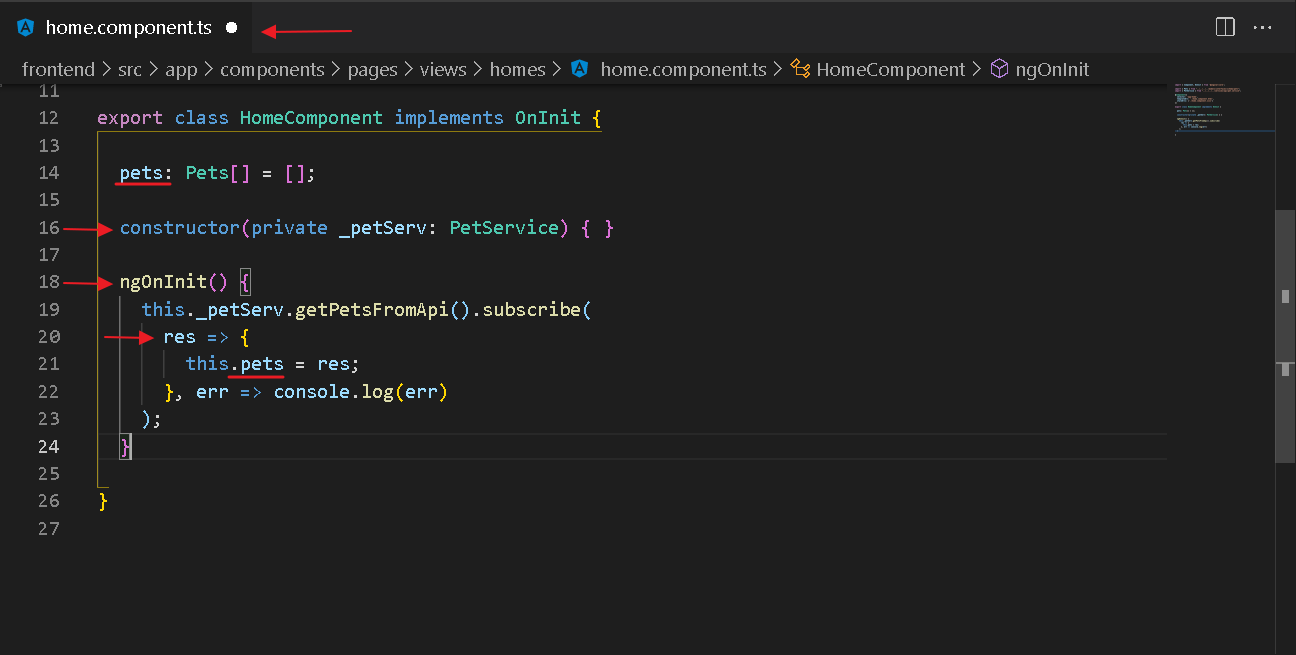 home.component.ts
frontend > src > app > components > pages > views > homes > home.component.ts > HomeComponent > ngOnInit
11
12 export class HomeComponent implements OnInit {
13
14 pets: Pets[] = [];
15
16 constructor(private _petServ: PetService) { }
17
18 ngOnInit() {
19 this._petServ.getPetsFromApi().subscribe(
20 res => {
21 this.pets = res;
22 }, err => console.log(err)
23 );
24 }
25
26 }
27